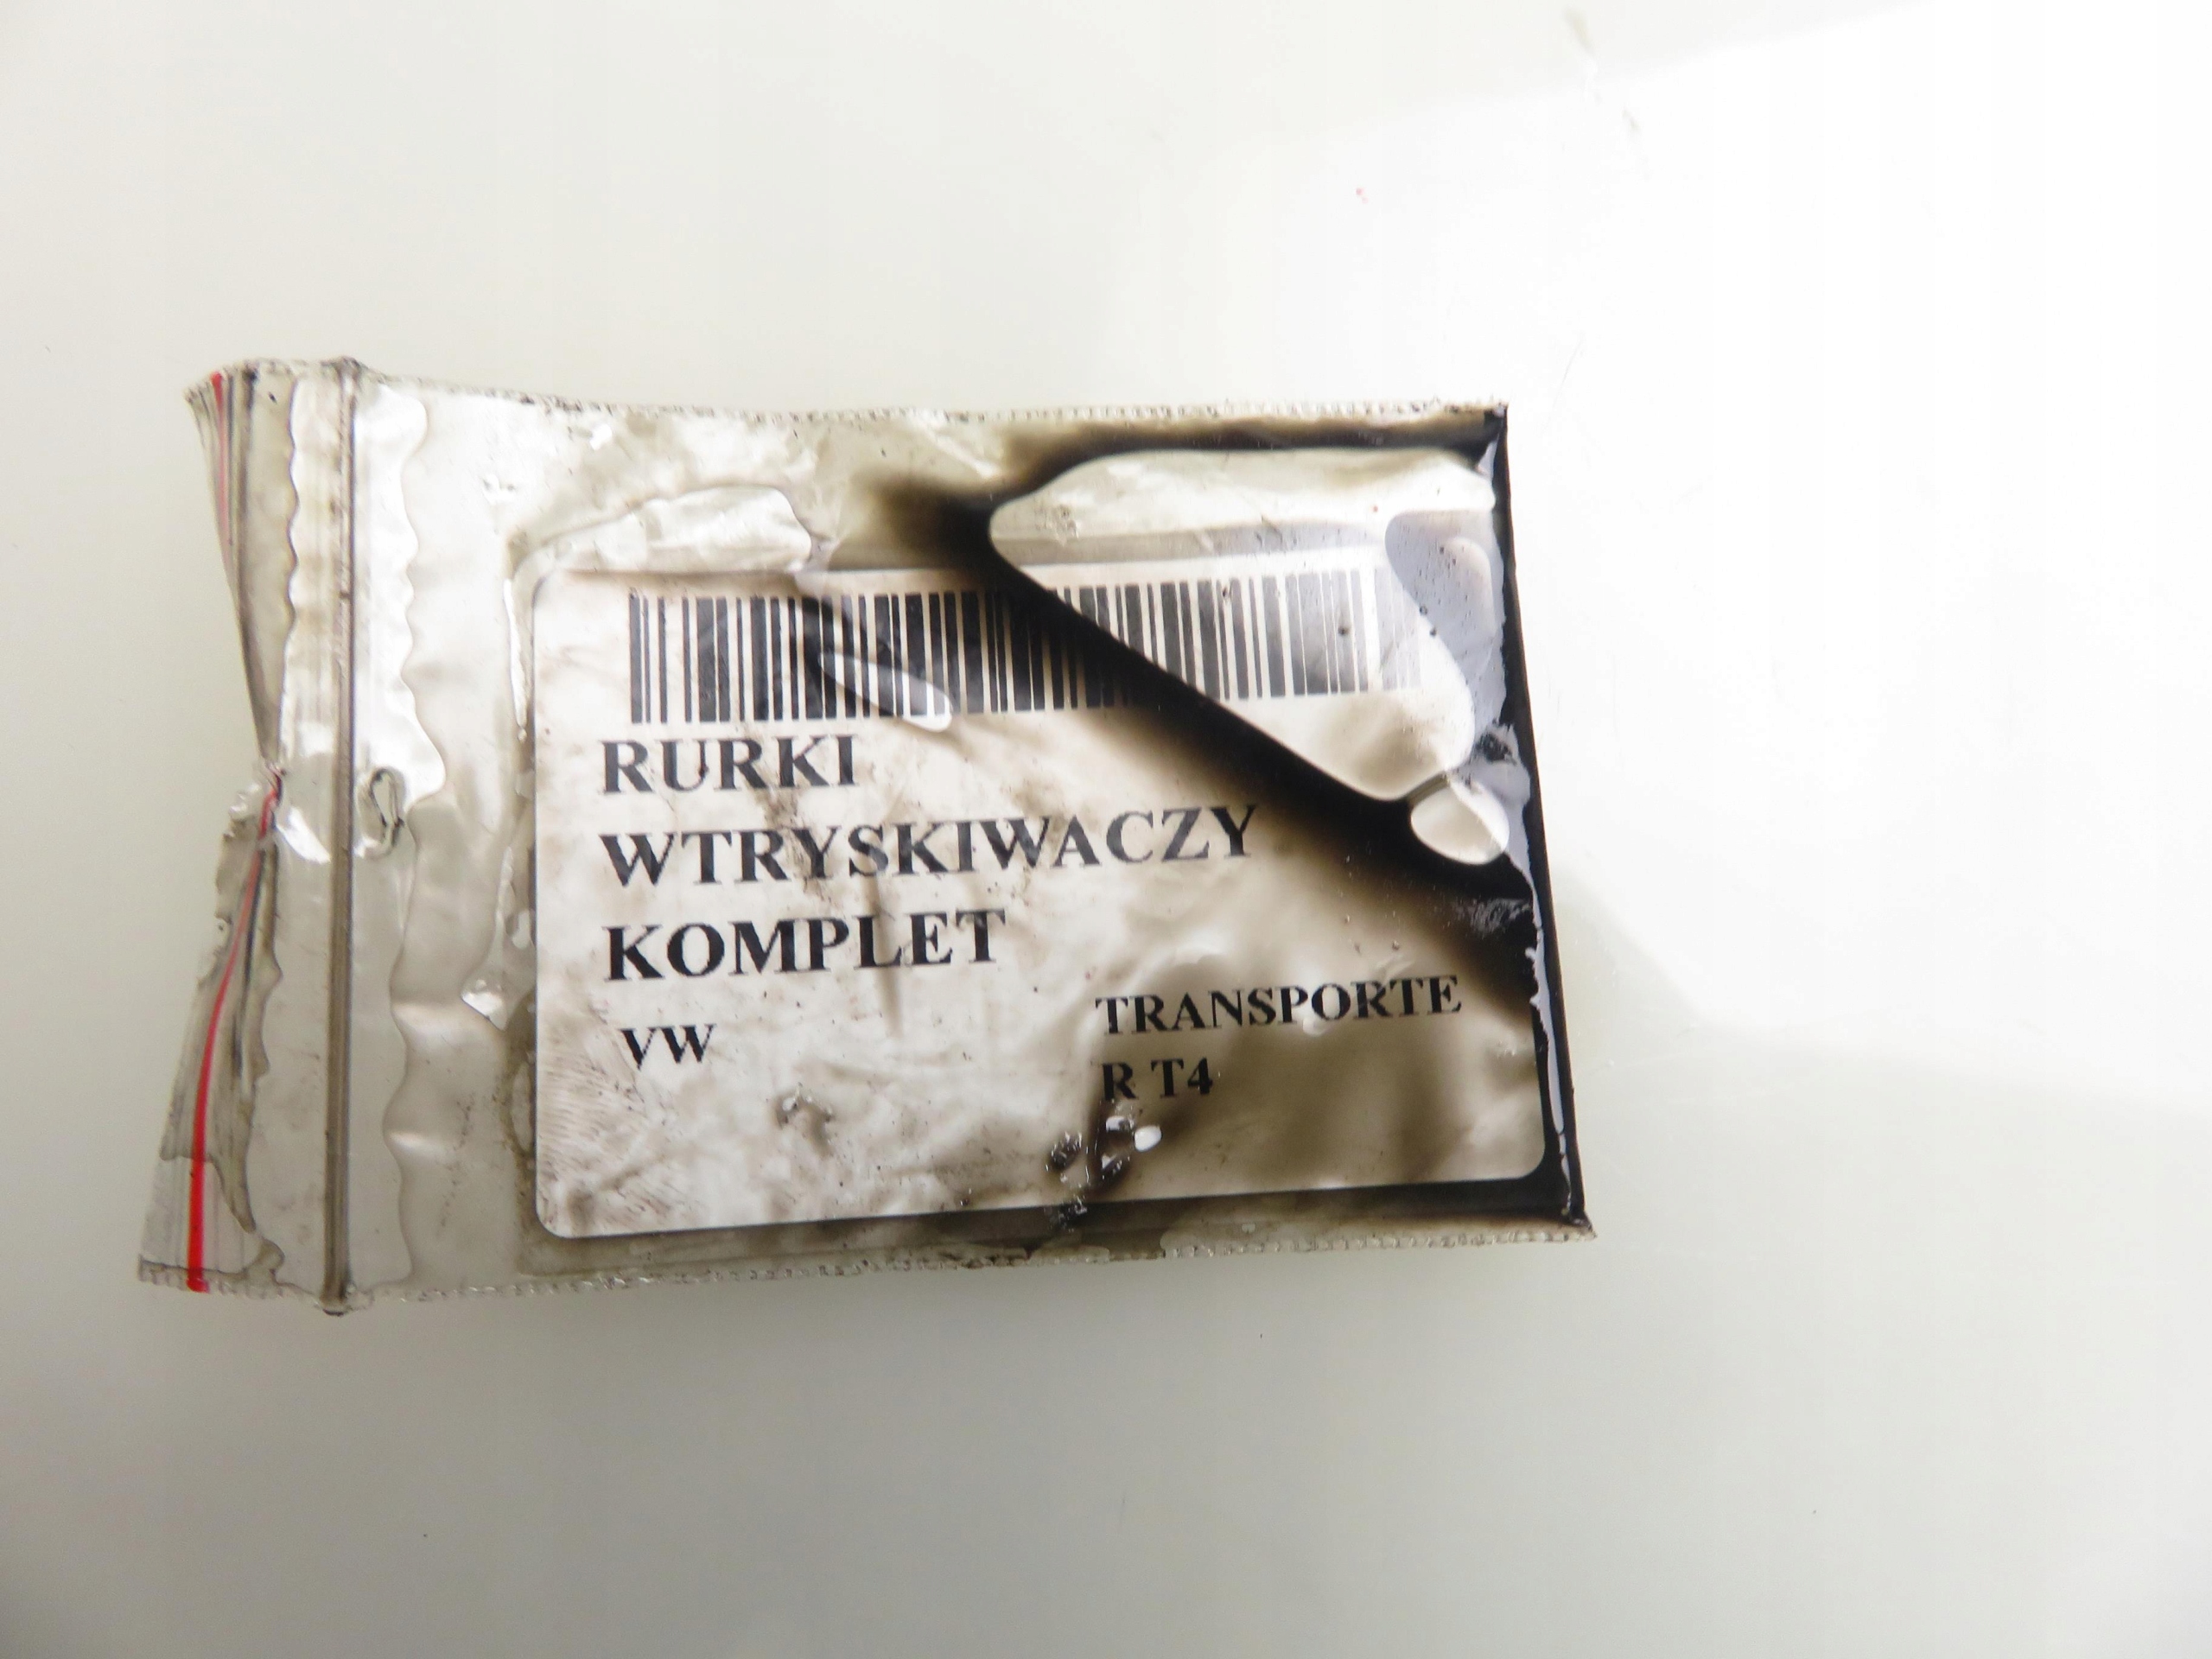 RURKI
WTRYSKIWACZY
KOMPLET
VW
TRANSPORTE
R T4